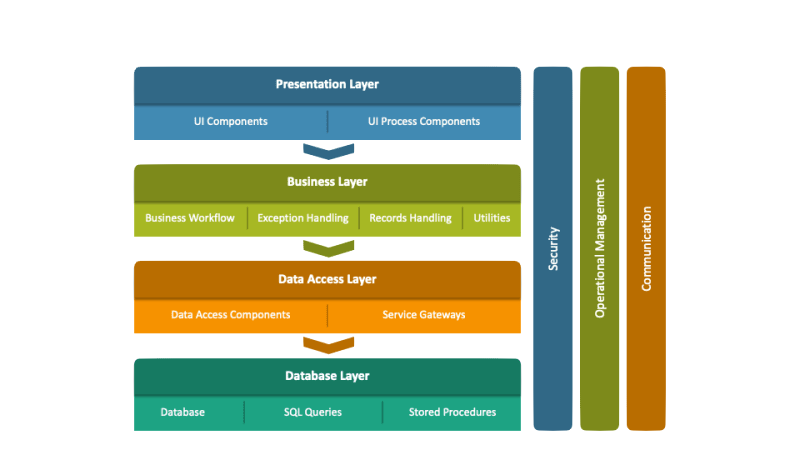 Presentation Layer
UI Components
UI Process Components
Business Layer
Business Workflow
Exception Handling
Records Handling
Utilities
Data Access Layer
Data Access Components
Service Gateways
Database Layer
Database
SQL Queries
Stored Procedures
Security
Operational Management
Communication